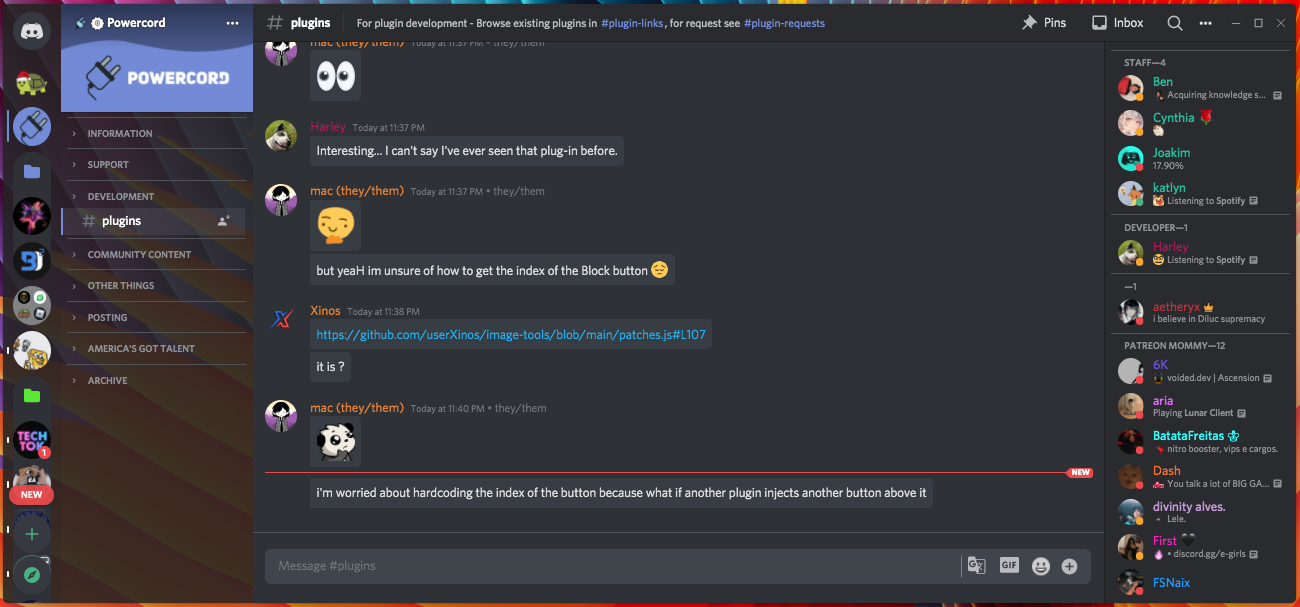 Powercord
POWERCORD
INFORMATION
SUPPORT
DEVELOPMENT
plugins
COMMUNITY CONTENT
OTHER THINGS
POSTING
AMERICA'S GOT TALENT
ARCHIVE
TECH
TOK
1
NEW
# plugins
For plugin development - Browse existing plugins in #plugin-links, for request see #plugin-requests
Pins
Inbox
mac (they/them) Today at 11:37 PM • they/them
Harley Today at 11:37 PM
Interesting... I can't say I've ever seen that plug-in before.
mac (they/them) Today at 11:37 PM • they/them
but yeaH im unsure of how to get the index of the Block button
Xinos Today at 11:38 PM
https://github.com/userXinos/image-tools/blob/main/patches.js#L107
it is ?
mac (they/them) Today at 11:40 PM • they/them
NEW
i'm worried about hardcoding the index of the button because what if another plugin injects another button above it
Message #plugins
GIF
STAFF—4
Ben
Acquiring knowledge s...
Cynthia
Joakim
17.90%
katlyn
Listening to Spotify
DEVELOPER—1
Harley
Listening to Spotify
—1
aetheryx
i believe in Diluc supremacy
PATREON MOMMY—12
6K
voided.dev | Ascension
aria
Playing Lunar Client
BatataFreitas
nitro booster, vips e cargos.
Dash
You talk a lot of BIG GA...
divinity alves.
Lele.
First
• discord.gg/e-girls
FSNaix